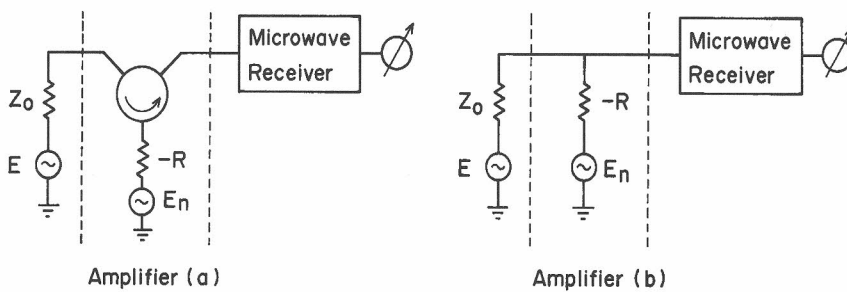 Z₀
E
-R
Eₙ
Microwave
Receiver
Amplifier (a)
Z₀
E
-R
Eₙ
Microwave
Receiver
Amplifier (b)